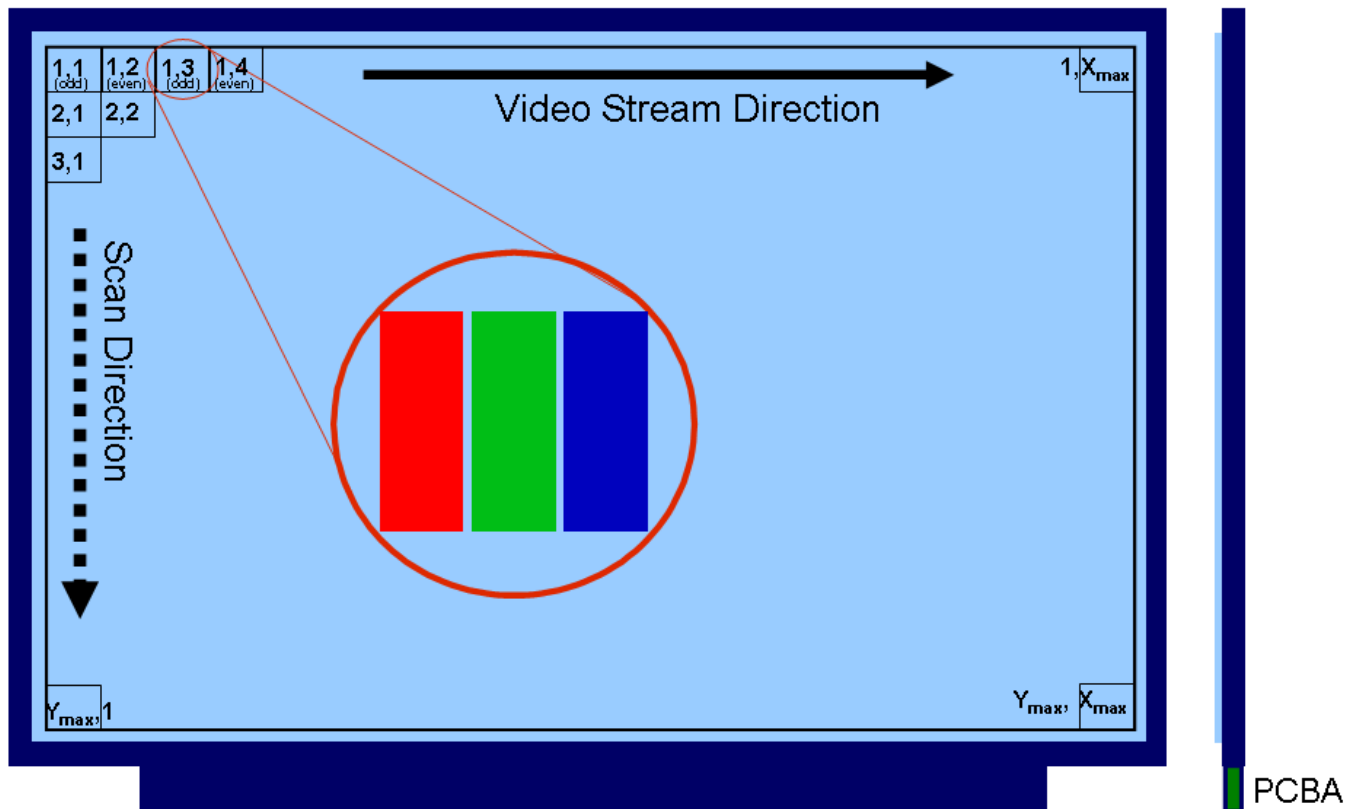 1,1 1,2 1,3 1,4 1,Xmax
(odd) (even) (odd) (even)
Video Stream Direction
2,1 2,2
3,1
Scan Direction
Ymax,1 Ymax, Xmax
PCBA